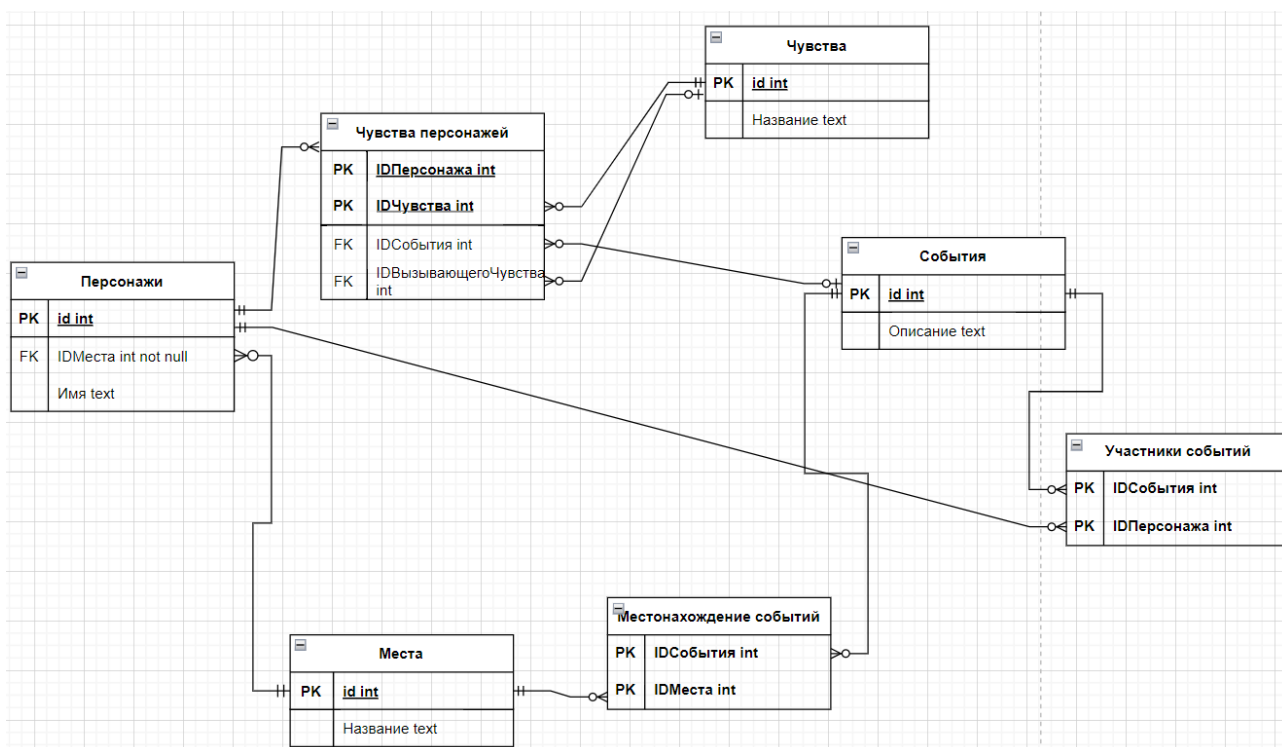 Чувства
PK id int
Название text
Чувства персонажей
PK IDПерсонажа int
PK IDЧувства int
FK IDСобытия int
FK IDВызывающегоЧувства
int
События
PK id int
Описание text
Персонажи
PK id int
FK IDМеста int not null
Имя text
Участники событий
PK IDСобытия int
PK IDПерсонажа int
Местонахождение событий
PK IDСобытия int
PK IDМеста int
Места
PK id int
Название text